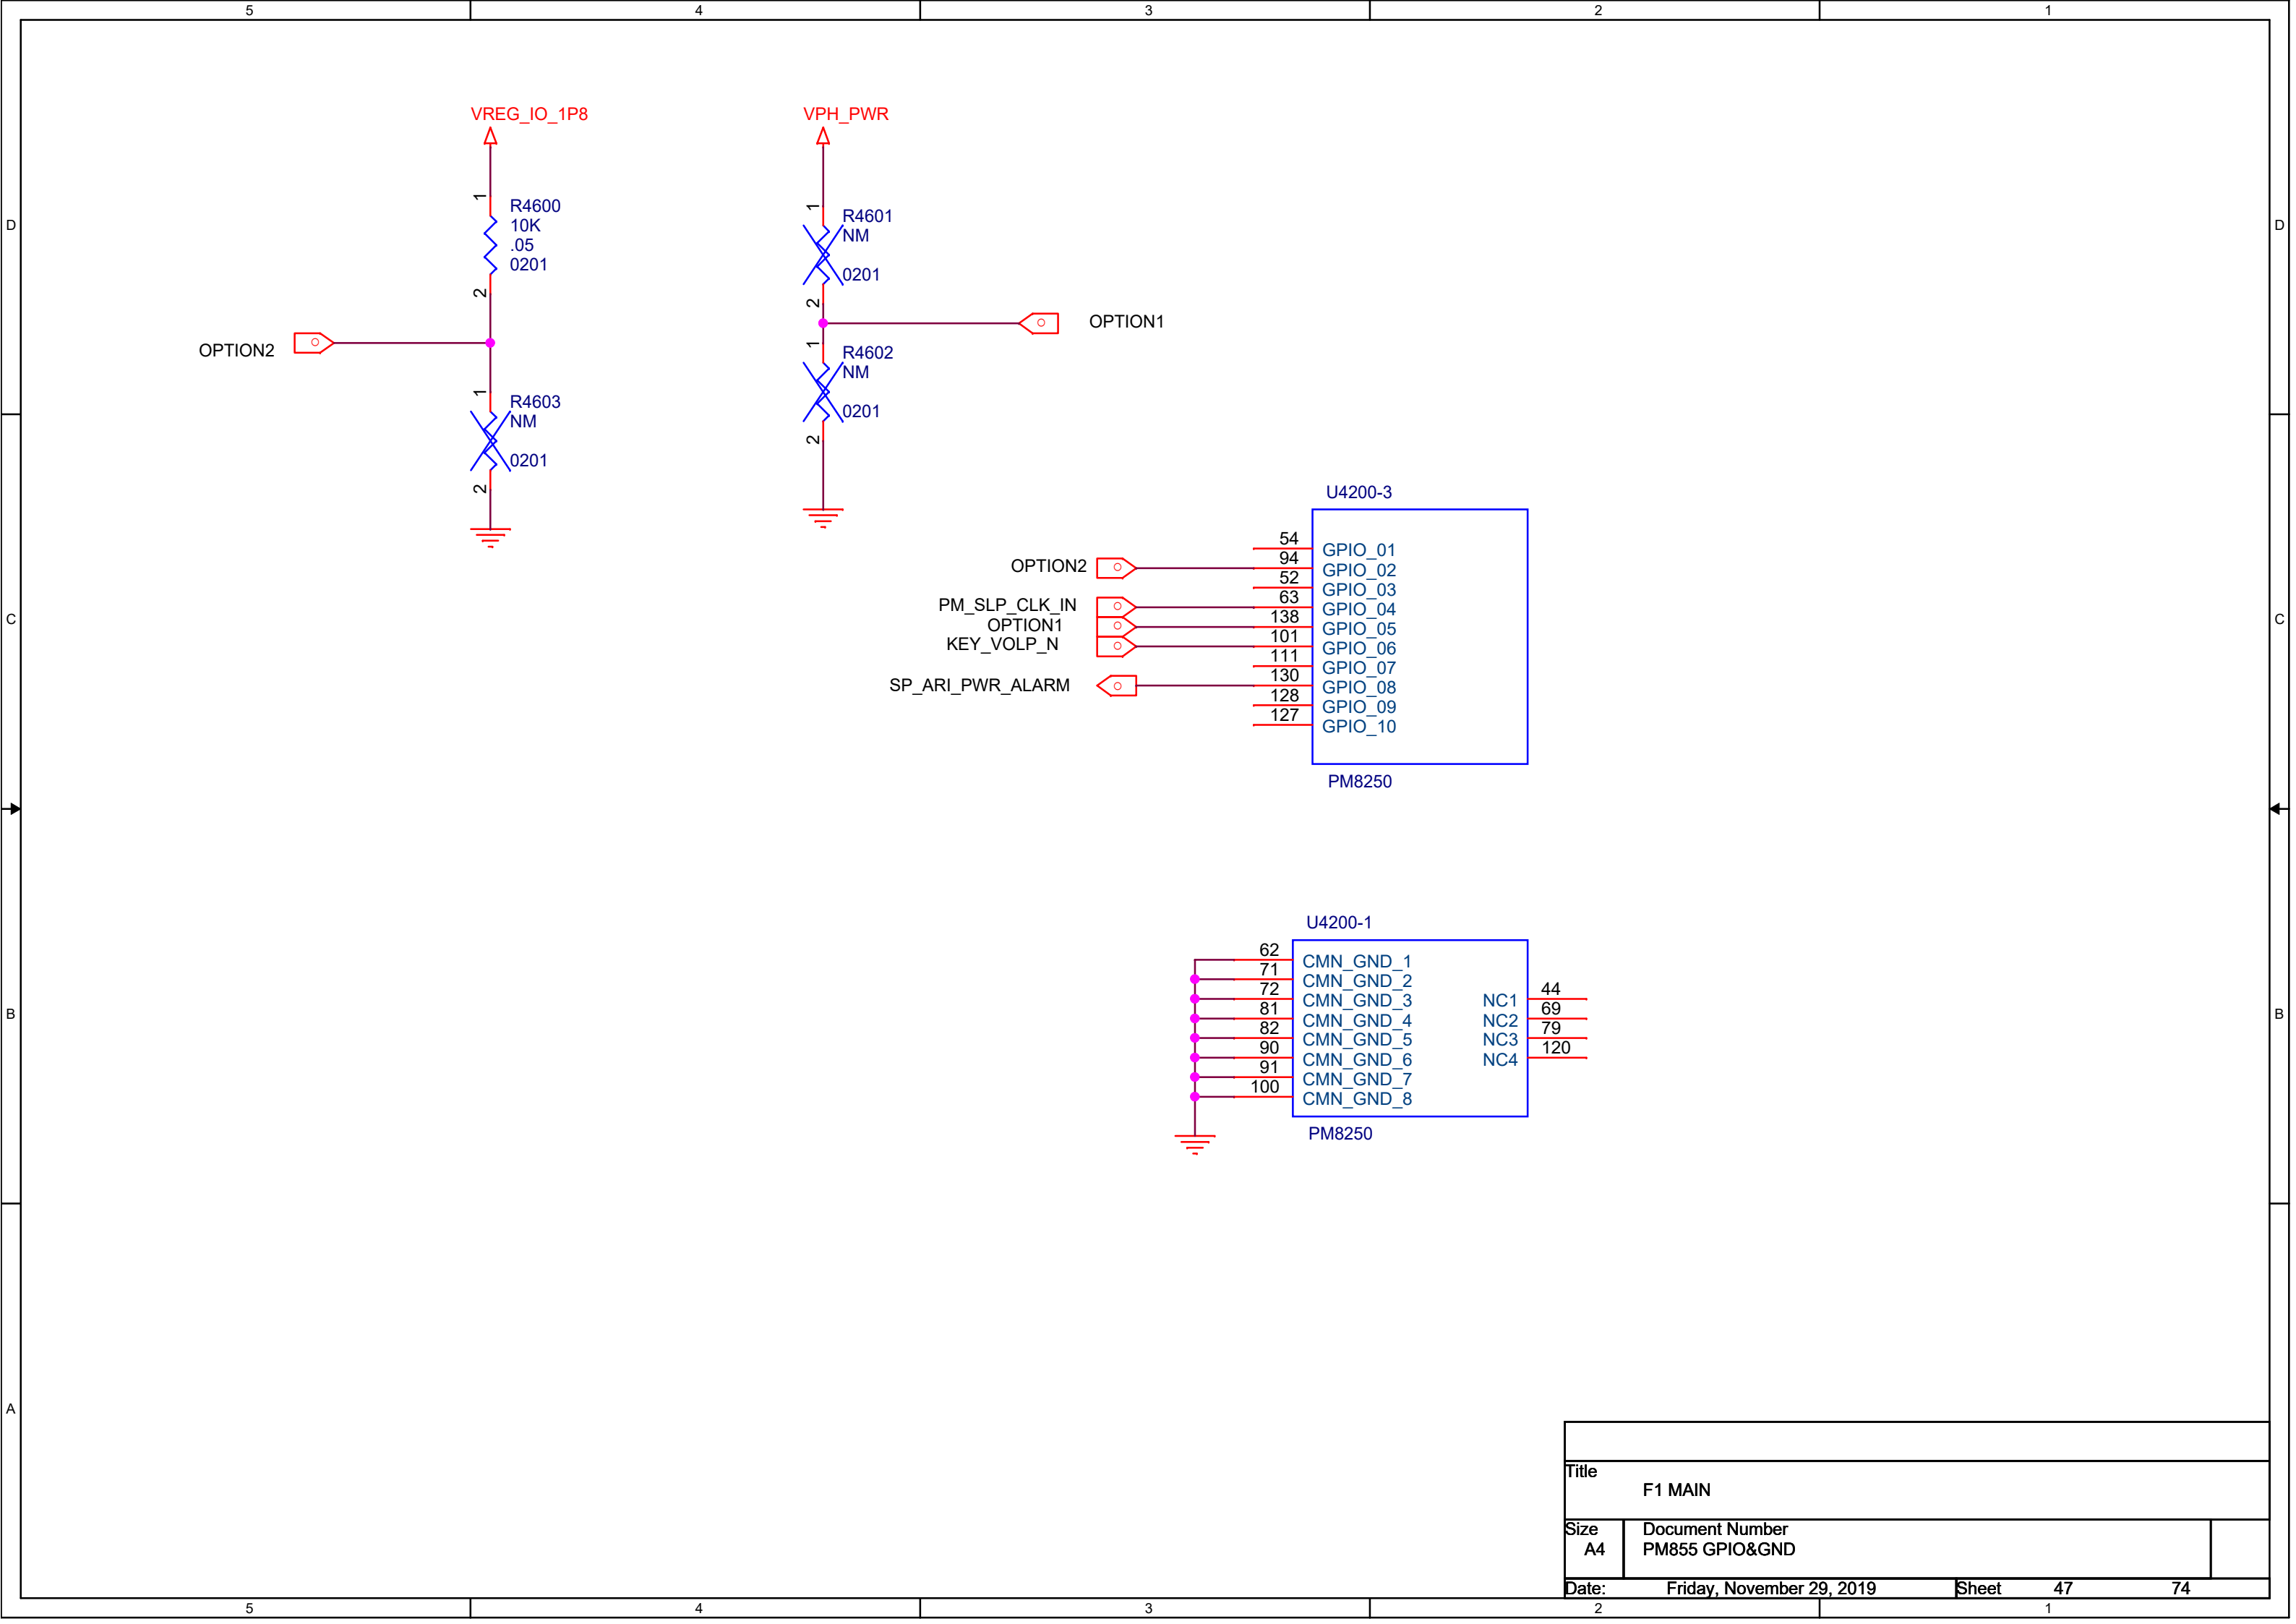 5 4 3 2 1
VREG_IO_1P8
VPH_PWR
1
R4600
10K
.05
0201
2
1
R4601
NM
0201
2
D
D
OPTION1
OPTION2
1
R4602
NM
0201
2
1
R4603
NM
0201
2
U4200-3
54 GPIO_01
OPTION2 94 GPIO_02
52 GPIO_03
PM_SLP_CLK_IN 63 GPIO_04
OPTION1 138 GPIO_05
KEY_VOLP_N 101 GPIO_06
111 GPIO_07
SP_ARI_PWR_ALARM 130 GPIO_08
128 GPIO_09
127 GPIO_10
PM8250
C
C
U4200-1
62 CMN_GND_1
71 CMN_GND_2
72 CMN_GND_3 NC1 44
81 CMN_GND_4 NC2 69
82 CMN_GND_5 NC3 79
90 CMN_GND_6 NC4 120
91 CMN_GND_7
100 CMN_GND_8
PM8250
B
B
A
Title
F1 MAIN
Size Document Number
A4 PM855 GPIO&GND
Date: Friday, November 29, 2019 Sheet 47 74
5 4 3 2 1